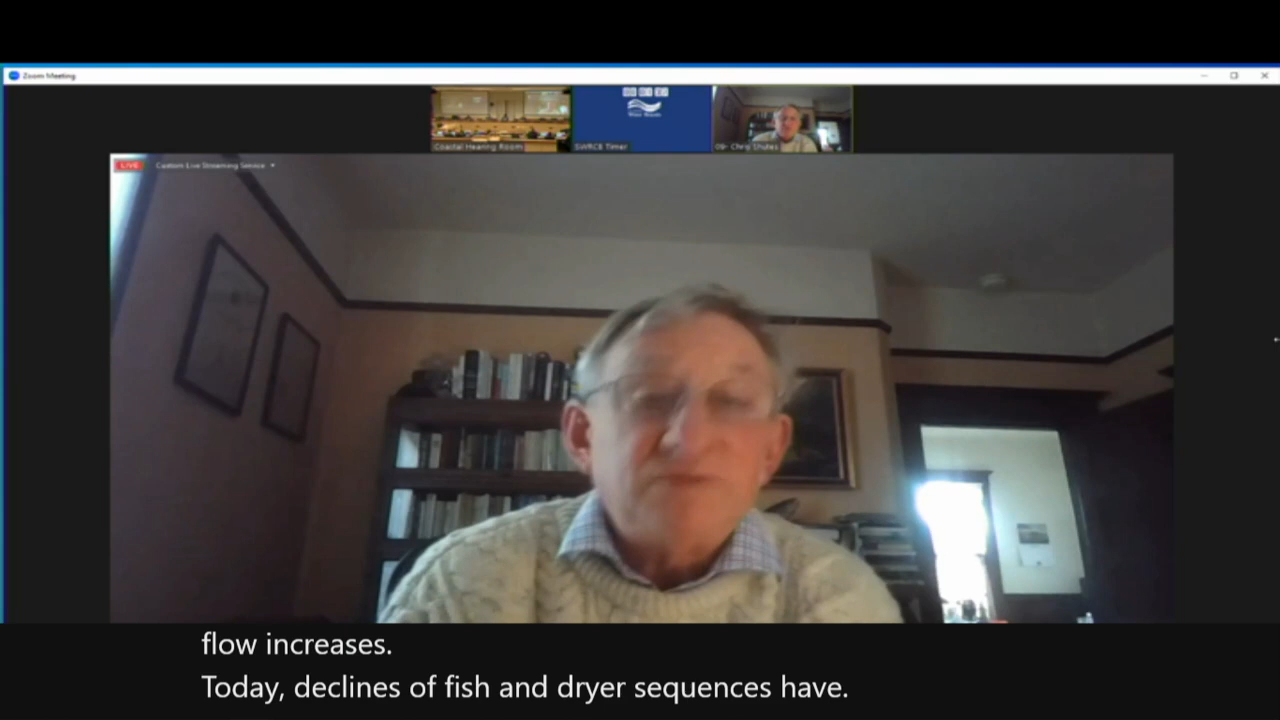 Zoom Meeting
Coastal Hearing Room
SWRCB Timer
09- Chris Shutes
LIVE
Custom Live Streaming Service
flow increases.
Today, declines of fish and dryer sequences have.